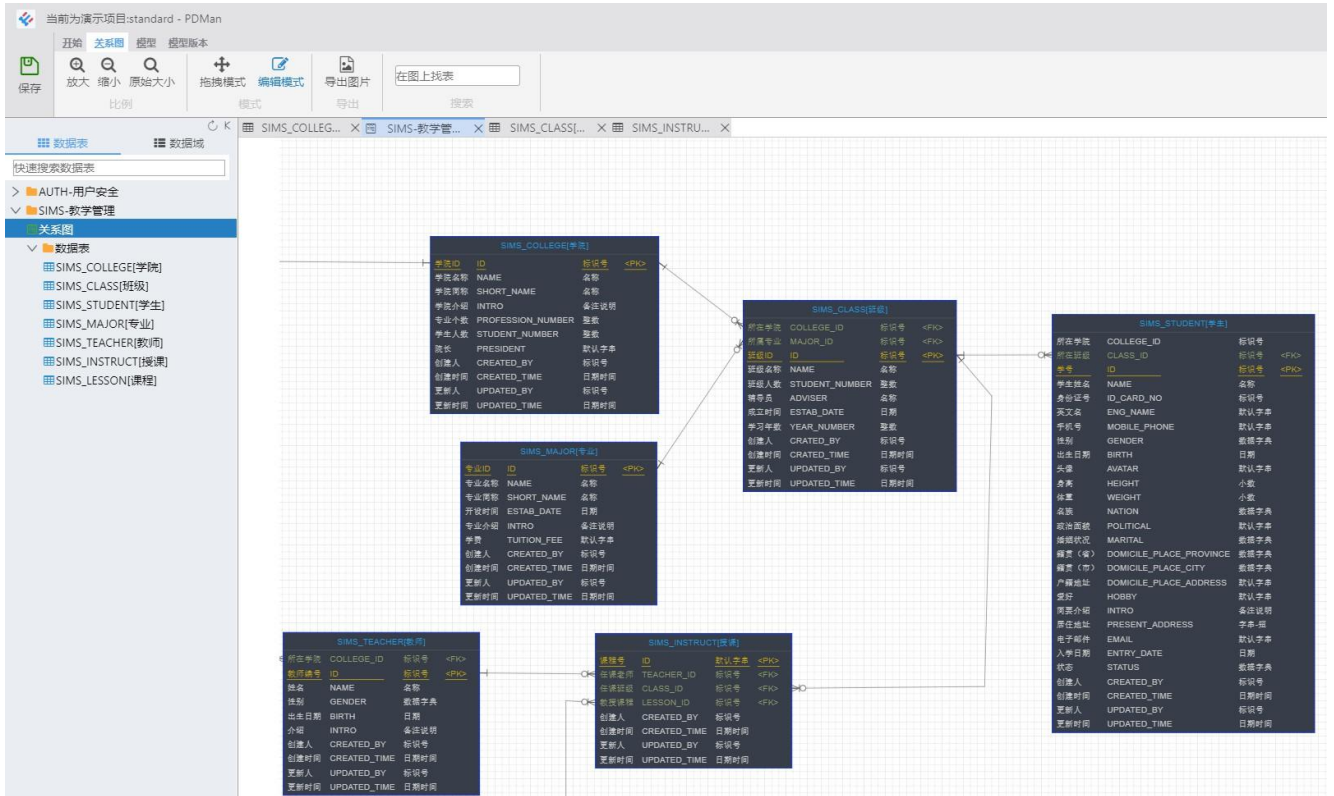 当前为演示项目:standard - PDMan
开始 关系图 模型 模型版本
保存
放大 缩小 原始大小
比例
拖拽模式 编辑模式
模式
导出图片
导出
在图上找表
搜索
数据表 数据域
快速搜索数据表
AUTH-用户安全
SIMS-教学管理
关系图
数据表
SIMS_COLLEGE[学院]
SIMS_CLASS[班级]
SIMS_STUDENT[学生]
SIMS_MAJOR[专业]
SIMS_TEACHER[教师]
SIMS_INSTRUCT[授课]
SIMS_LESSON[课程]
SIMS_COLLEG... SIMS-教学管... SIMS_CLASS[... SIMS_INSTRU...
SIMS_COLLEGE[学院]
学院ID ID 标识号 <PK>
学院名称 NAME 名称
学院简称 SHORT_NAME 名称
学院介绍 INTRO 备注说明
专业个数 PROFESSION_NUMBER 整数
学生人数 STUDENT_NUMBER 整数
院长 PRESIDENT 默认字串
创建人 CREATED_BY 标识号
创建时间 CREATED_TIME 日期时间
更新人 UPDATED_BY 标识号
更新时间 UPDATED_TIME 日期时间
SIMS_CLASS[班级]
所在学院 COLLEGE_ID 标识号 <FK>
所属专业 MAJOR_ID 标识号 <FK>
班级ID ID 标识号 <PK>
班级名称 NAME 名称
班级人数 STUDENT_NUMBER 整数
辅导员 ADVISER 名称
成立时间 ESTAB_DATE 日期
学习年数 YEAR_NUMBER 整数
创建人 CRATED_BY 标识号
创建时间 CRATED_TIME 日期时间
更新人 UPDATED_BY 标识号
更新时间 UPDATED_TIME 日期时间
SIMS_STUDENT[学生]
所在学院 COLLEGE_ID 标识号
所在班级 CLASS_ID 标识号 <FK>
学号 ID 标识号 <PK>
学生姓名 NAME 名称
身份证号 ID_CARD_NO 标识号
英文名 ENG_NAME 默认字串
手机号 MOBILE_PHONE 默认字串
性别 GENDER 数据字典
出生日期 BIRTH 日期
头像 AVATAR 默认字串
身高 HEIGHT 小数
体重 WEIGHT 小数
名族 NATION 数据字典
政治面貌 POLITICAL 数据字典
婚姻状况 MARITAL 数据字典
籍贯（省） DOMICILE_PLACE_PROVINCE 数据字典
籍贯（市） DOMICILE_PLACE_CITY 数据字典
户籍地址 DOMICILE_PLACE_ADDRESS 默认字串
爱好 HOBBY 默认字串
简要介绍 INTRO 备注说明
居住地址 PRESENT_ADDRESS 字串-短
电子邮件 EMAIL 默认字串
入学日期 ENTRY_DATE 日期
状态 STATUS 数据字典
创建人 CREATED_BY 标识号
创建时间 CREATED_TIME 日期时间
更新人 UPDATED_BY 标识号
更新时间 UPDATED_TIME 日期时间
SIMS_MAJOR[专业]
专业ID ID 标识号 <PK>
专业名称 NAME 名称
专业简称 SHORT_NAME 名称
开设时间 ESTAB_DATE 日期
专业介绍 INTRO 备注说明
学费 TUITION_FEE 默认字串
创建人 CREATED_BY 标识号
创建时间 CREATED_TIME 日期时间
更新人 UPDATED_BY 标识号
更新时间 UPDATED_TIME 日期时间
SIMS_TEACHER[教师]
所在学院 COLLEGE_ID 标识号 <FK>
教师编号 ID 标识号 <PK>
姓名 NAME 名称
性别 GENDER 数据字典
出生日期 BIRTH 日期
介绍 INTRO 备注说明
创建人 CREATED_BY 标识号
创建时间 CREATED_TIME 日期时间
更新人 UPDATED_BY 标识号
更新时间 UPDATED_TIME 日期时间
SIMS_INSTRUCT[授课]
课程号 ID 默认字串 <PK>
任课老师 TEACHER_ID 标识号 <FK>
任课班级 CLASS_ID 标识号 <FK>
教授课程 LESSON_ID 标识号 <FK>
创建人 CREATED_BY 标识号
创建时间 CREATED_TIME 日期时间
更新人 UPDATED_BY 标识号
更新时间 UPDATED_TIME 日期时间